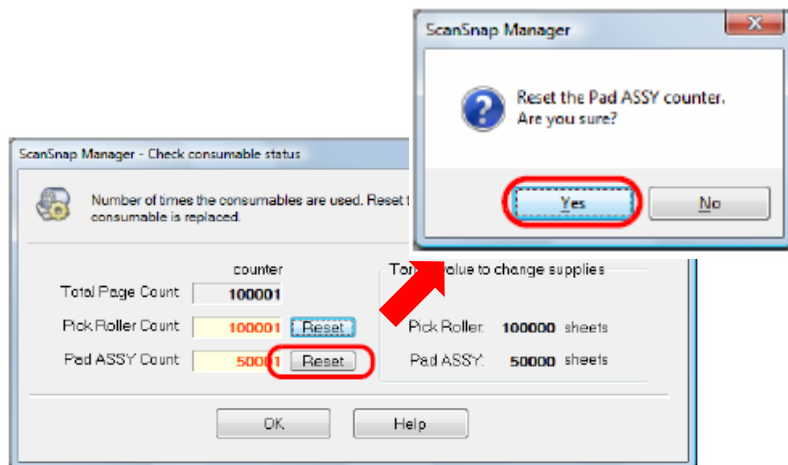 ScanSnap Manager
Reset the Pad ASSY counter.
Are you sure?
Yes
No
ScanSnap Manager - Check consumable status
Number of times the consumables are used. Reset
consumable is replaced.
counter
value to change supplies
Total Page Count 100001
Pick Roller Count 100001 Reset
Pick Roller: 100000 sheets
Pad ASSY Count 50001 Reset
Pad ASSY: 50000 sheets
OK
Help